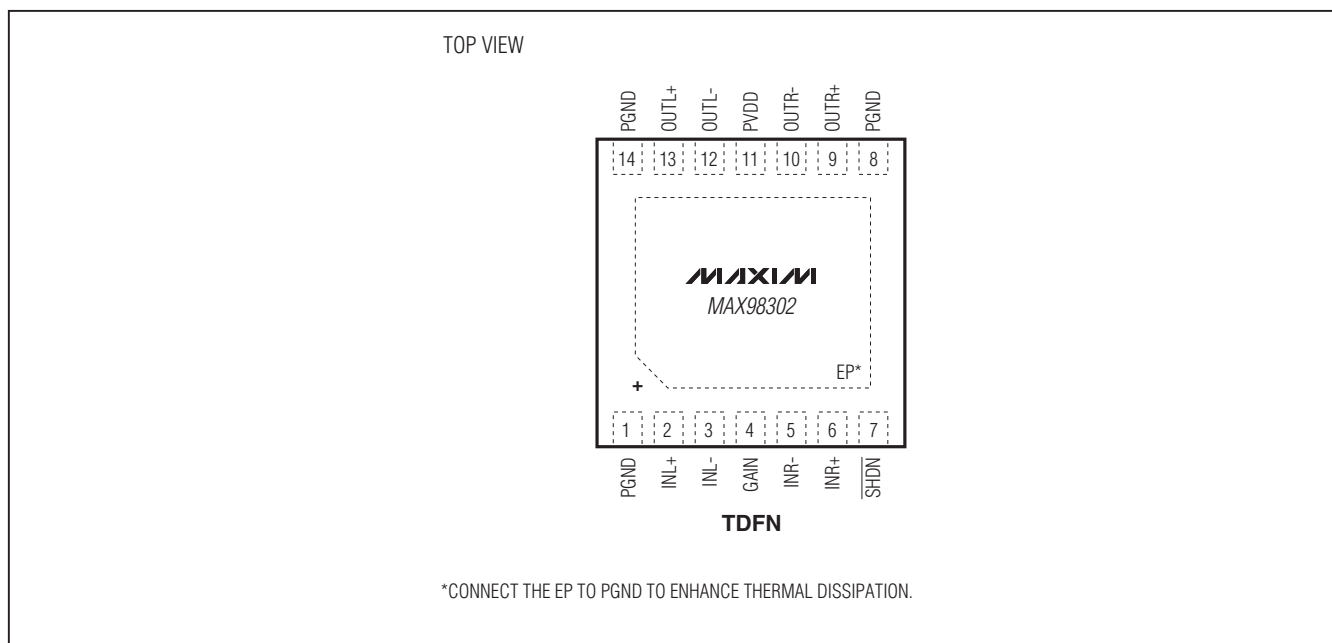 TOP VIEW
PGND OUTL+ OUTL- PVDD OUTR- OUTR+ PGND
14 13 12 11 10 9 8
MAXIM
MAX98302
EP*
+
1 2 3 4 5 6 7
PGND INL+ INL- GAIN INR- INR+ SHDN
TDFN
*CONNECT THE EP TO PGND TO ENHANCE THERMAL DISSIPATION.